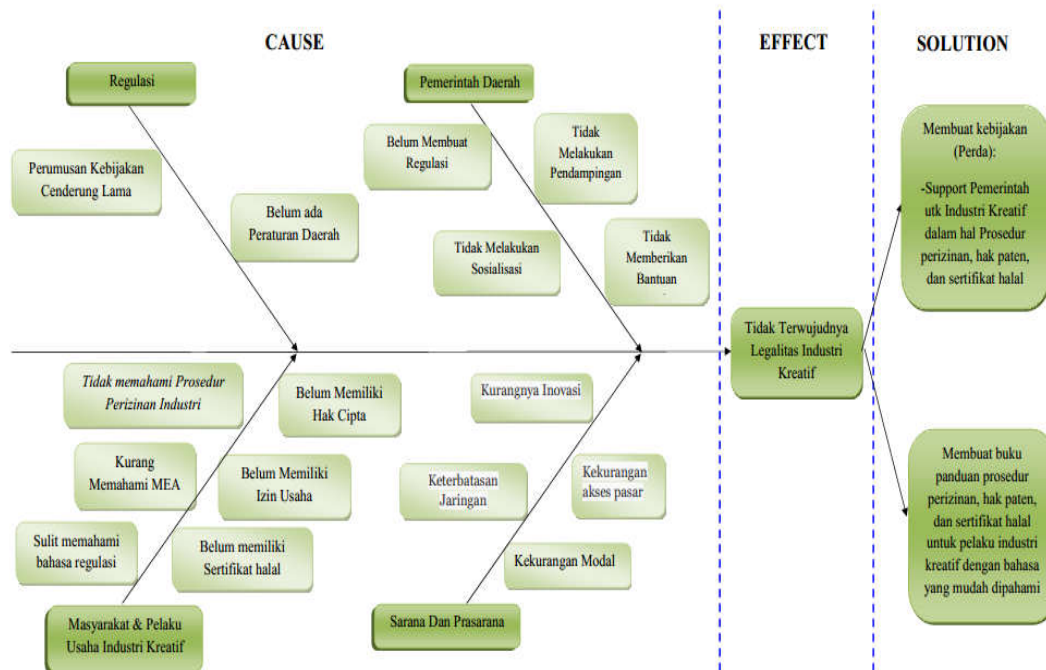 CAUSE
EFFECT
SOLUTION
Regulasi
Pemerintah Daerah
Perumusan Kebijakan
Cenderung Lama
Belum ada
Peraturan Daerah
Belum Membuat
Regulasi
Tidak
Melakukan
Pendampingan
Tidak Melakukan
Sosialisasi
Tidak
Memberikan
Bantuan
Tidak memahami Prosedur
Perizinan Industri
Belum Memiliki
Hak Cipta
Kurang
Memahami MEA
Belum Memiliki
Izin Usaha
Sulit memahami
bahasa regulasi
Belum memiliki
Sertifikat halal
Masyarakat & Pelaku
Usaha Industri Kreatif
Kurangnya Inovasi
Keterbatasan
Jaringan
Kekurangan
akses pasar
Kekurangan Modal
Sarana Dan Prasarana
Tidak Terwujudnya
Legalitas Industri
Kreatif
Membuat kebijakan
(Perda):
-Support Pemerintah
utk Industri Kreatif
dalam hal Prosedur
perizinan, hak paten,
dan sertifikat halal
Membuat buku
panduan prosedur
perizinan, hak paten,
dan sertifikat halal
untuk pelaku industri
kreatif dengan bahasa
yang mudah dipahami